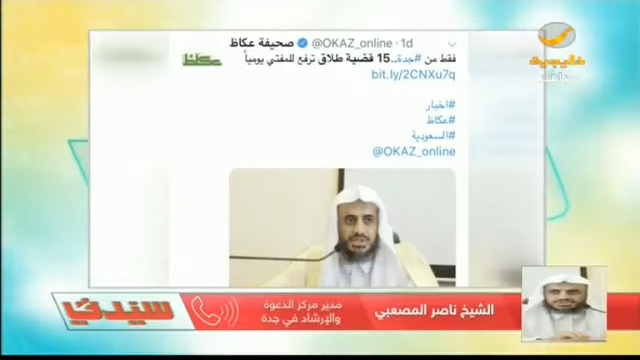 صحيفة عكاظ @OKAZ_online · 1d
عكاظ
فقط من #جدة..15 قضية طلاق ترفع للمفتي يومياً
bit.ly/2CNXu7q
#اخبار
#عكاظ
#السعودية
@OKAZ_online
خليجية
الشيخ ناصر المصعبي
مدير مركز الدعوة
والإرشاد في جدة
سيدتي